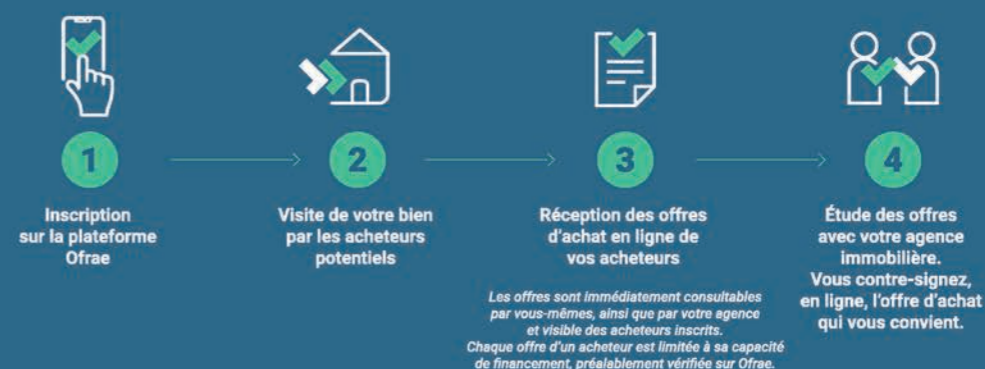 1
Inscription
sur la plateforme
Ofrae
2
Visite de votre bien
par les acheteurs
potentiels
3
Réception des offres
d'achat en ligne de
vos acheteurs
Les offres sont immédiatement consultables
par vous-mêmes, ainsi que par votre agence
et visible des acheteurs inscrits.
Chaque offre d'un acheteur est limitée à sa capacité
de financement, préalablement vérifiée sur Ofrae.
4
Étude des offres
avec votre agence
immobilière.
Vous contre-signez,
en ligne, l'offre d'achat
qui vous convient.